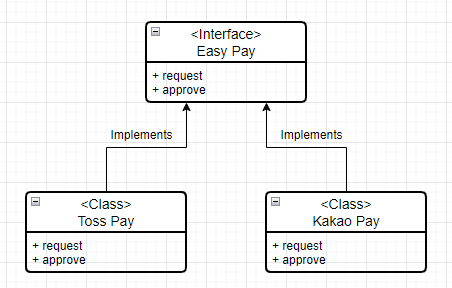 <Interface>
Easy Pay
+ request
+ approve
Implements
Implements
<Class>
Toss Pay
+ request
+ approve
<Class>
Kakao Pay
+ request
+ approve